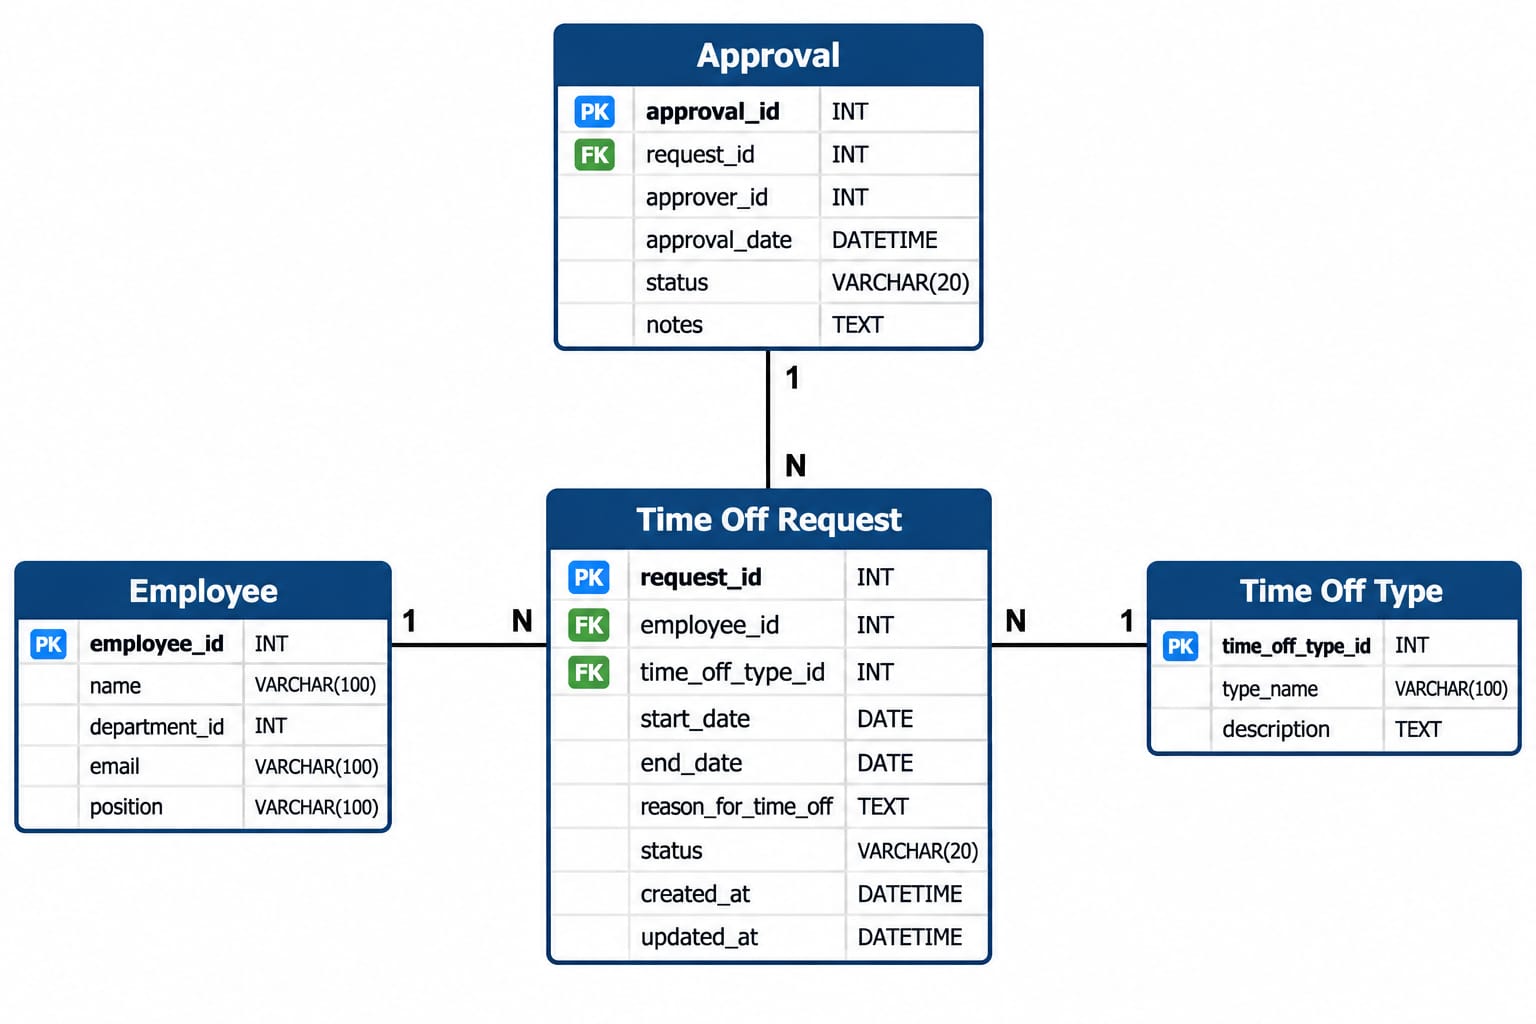 Approval
PK approval_id INT
FK request_id INT
approver_id INT
approval_date DATETIME
status VARCHAR(20)
notes TEXT
1
N
Employee
PK employee_id INT
name VARCHAR(100)
department_id INT
email VARCHAR(100)
position VARCHAR(100)
1 N
Time Off Request
PK request_id INT
FK employee_id INT
FK time_off_type_id INT
start_date DATE
end_date DATE
reason_for_time_off TEXT
status VARCHAR(20)
created_at DATETIME
updated_at DATETIME
N 1
Time Off Type
PK time_off_type_id INT
type_name VARCHAR(100)
description TEXT